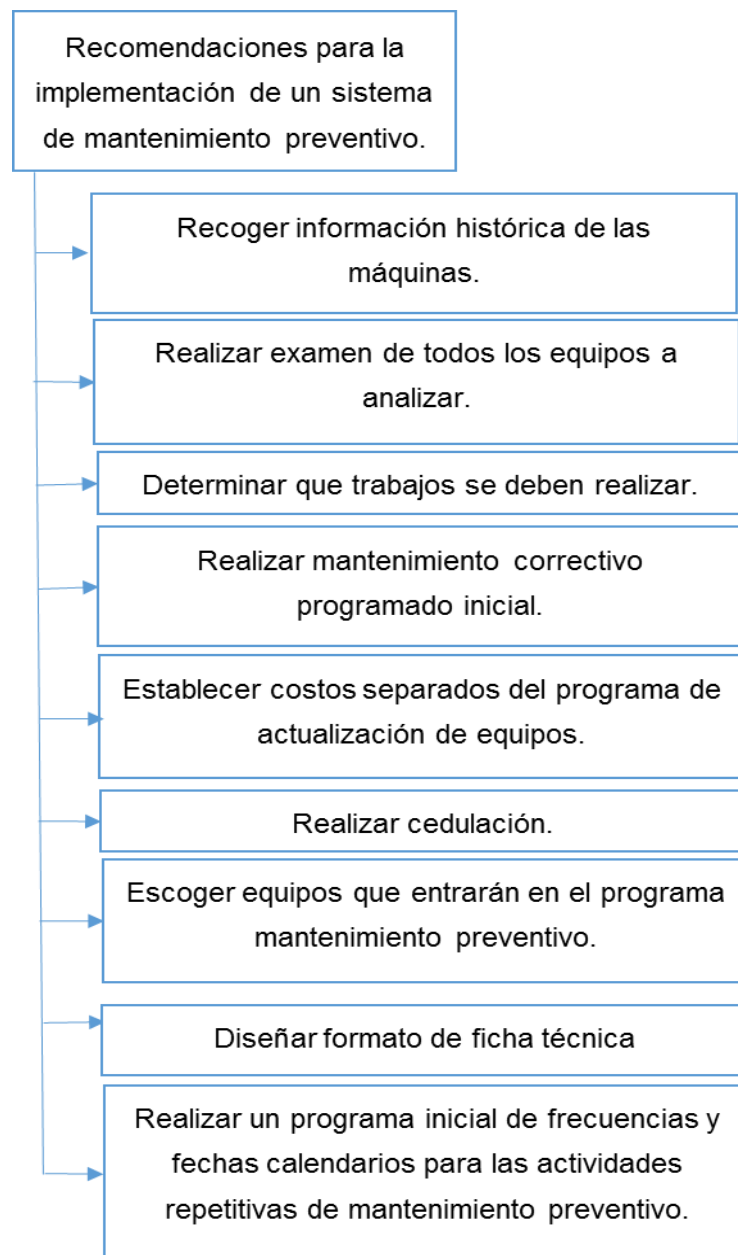 Recomendaciones para la
implementación de un sistema
de mantenimiento preventivo.
Recoger información histórica de las
máquinas.
Realizar examen de todos los equipos a
analizar.
Determinar que trabajos se deben realizar.
Realizar mantenimiento correctivo
programado inicial.
Establecer costos separados del programa de
actualización de equipos.
Realizar cedulación.
Escoger equipos que entrarán en el programa
mantenimiento preventivo.
Diseñar formato de ficha técnica
Realizar un programa inicial de frecuencias y
fechas calendarios para las actividades
repetitivas de mantenimiento preventivo.